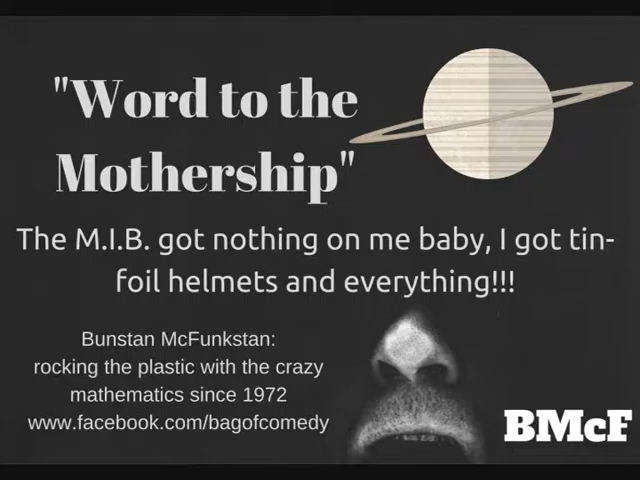 "Word to the
Mothership"
The M.I.B. got nothing on me baby, I got tin-
foil helmets and everything!!!
Bunstan McFunkstan:
rocking the plastic with the crazy
mathematics since 1972
www.facebook.com/bagofcomedy
BMcF